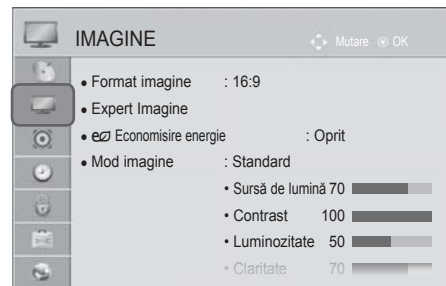 IMAGINE
Mutare OK
• Format imagine : 16:9
• Expert Imagine
• Economisire energie : Oprit
• Mod imagine : Standard
• Sursă de lumină 70
• Contrast 100
• Luminozitate 50
• Claritate 70